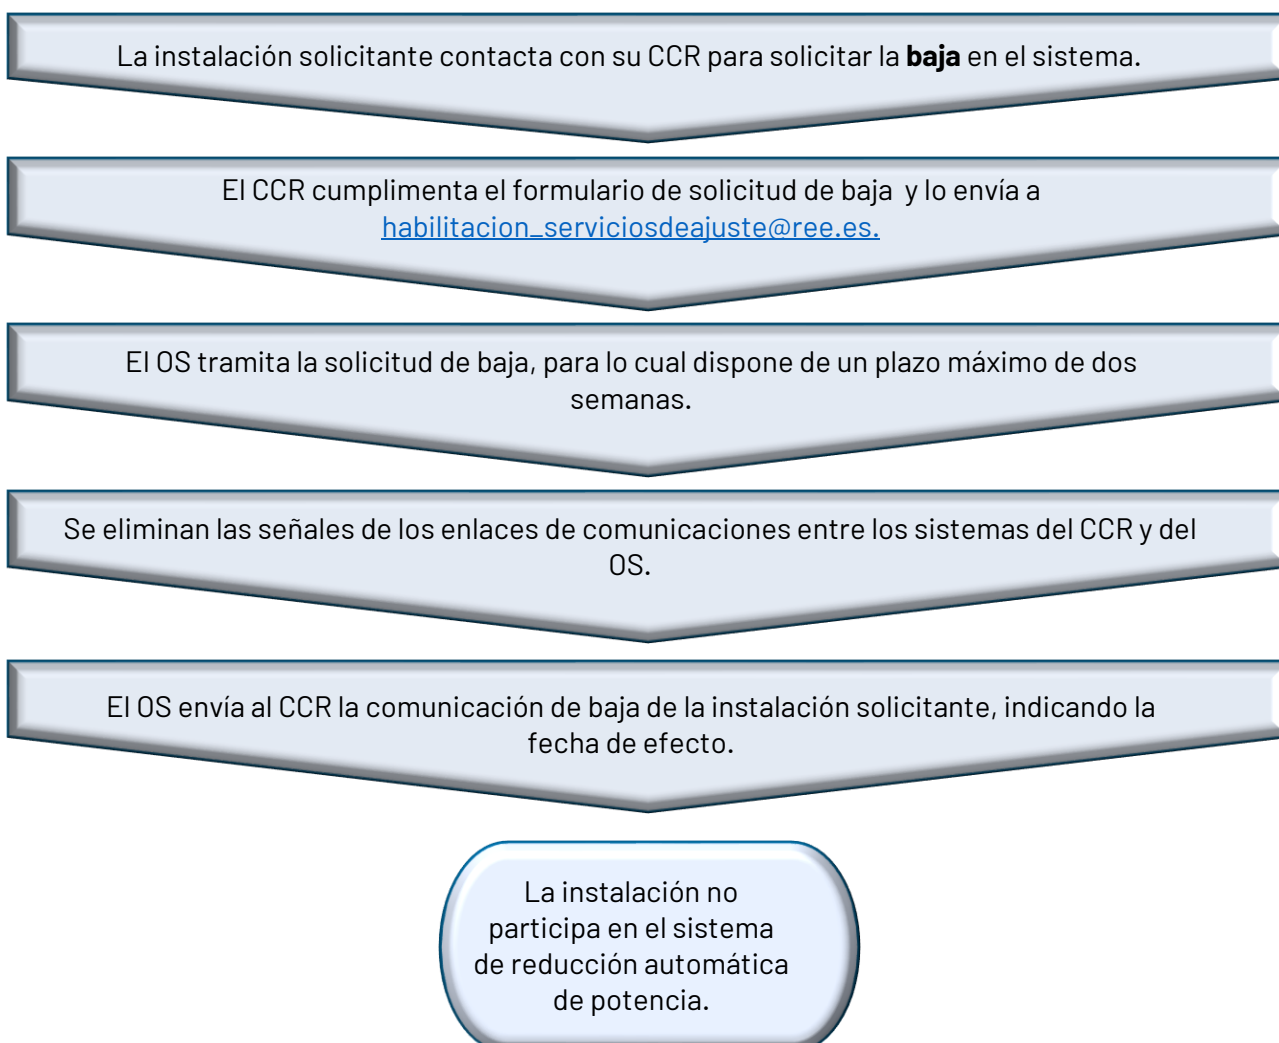 La instalación solicitante contacta con su CCR para solicitar la baja en el sistema.
El CCR cumplimenta el formulario de solicitud de baja  y lo envía a
habilitacion_serviciosdeajuste@ree.es.
El OS tramita la solicitud de baja, para lo cual dispone de un plazo máximo de dos
semanas.
Se eliminan las señales de los enlaces de comunicaciones entre los sistemas del CCR y del
OS.
El OS envía al CCR la comunicación de baja de la instalación solicitante, indicando la
fecha de efecto.
La instalación no
participa en el sistema
de reducción automática
de potencia.